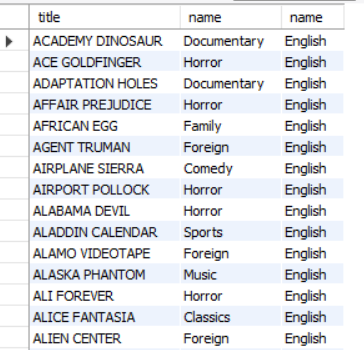 title name name
ACADEMY DINOSAUR Documentary English
ACE GOLDFINGER Horror English
ADAPTATION HOLES Documentary English
AFFAIR PREJUDICE Horror English
AFRICAN EGG Family English
AGENT TRUMAN Foreign English
AIRPLANE SIERRA Comedy English
AIRPORT POLLOCK Horror English
ALABAMA DEVIL Horror English
ALADDIN CALENDAR Sports English
ALAMO VIDEOTAPE Foreign English
ALASKA PHANTOM Music English
ALI FOREVER Horror English
ALICE FANTASIA Classics English
ALIEN CENTER Foreign English